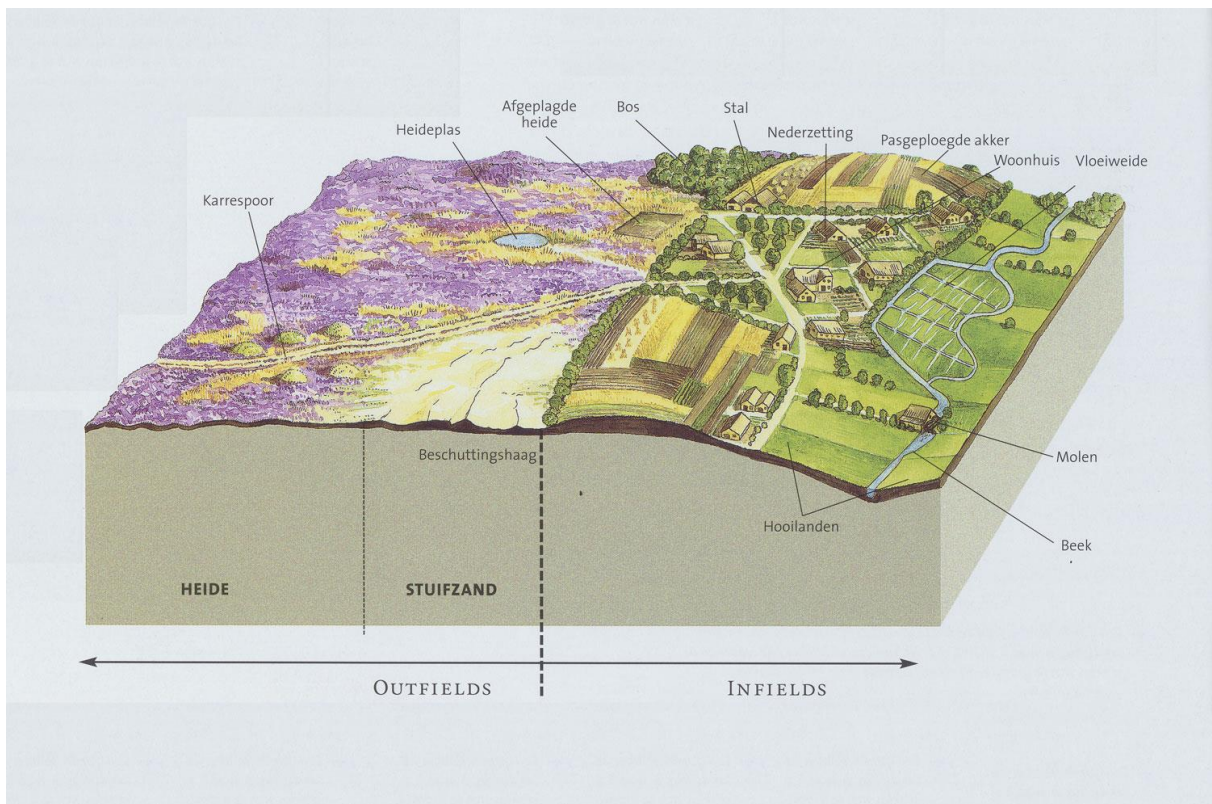 Afgeplagde
heide
Bos
Stal
Heideplas
Nederzetting
Pasgeploegde akker
Woonhuis
Vloeiweide
Karrespoor
Beschuttingshaag
Molen
Hooilanden
Beek
HEIDE
STUIFZAND
OUTFIELDS
INFIELDS